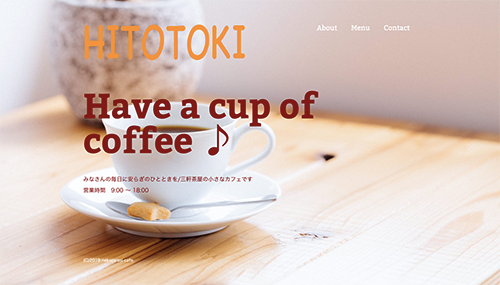 HITOTOKI
About Menu Contact
Have a cup of
coffee ♪
みなさんの毎日に安らぎのひとときを/三軒茶屋の小さなカフェです
営業時間 9:00 〜 18:00